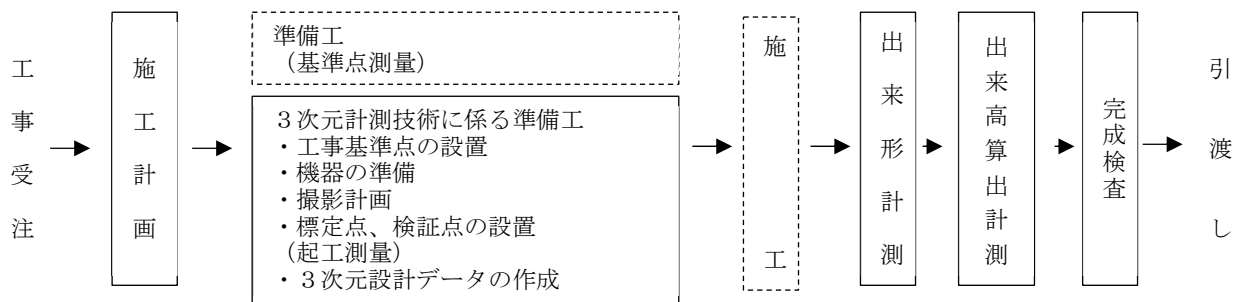 工事受注
施工計画
準備工
（基準点測量）
３次元計測技術に係る準備工
・工事基準点の設置
・機器の準備
・撮影計画
・標定点、検証点の設置
（起工測量）
・３次元設計データの作成
施工
出来形計測
出来高算出計測
完成検査
引渡し